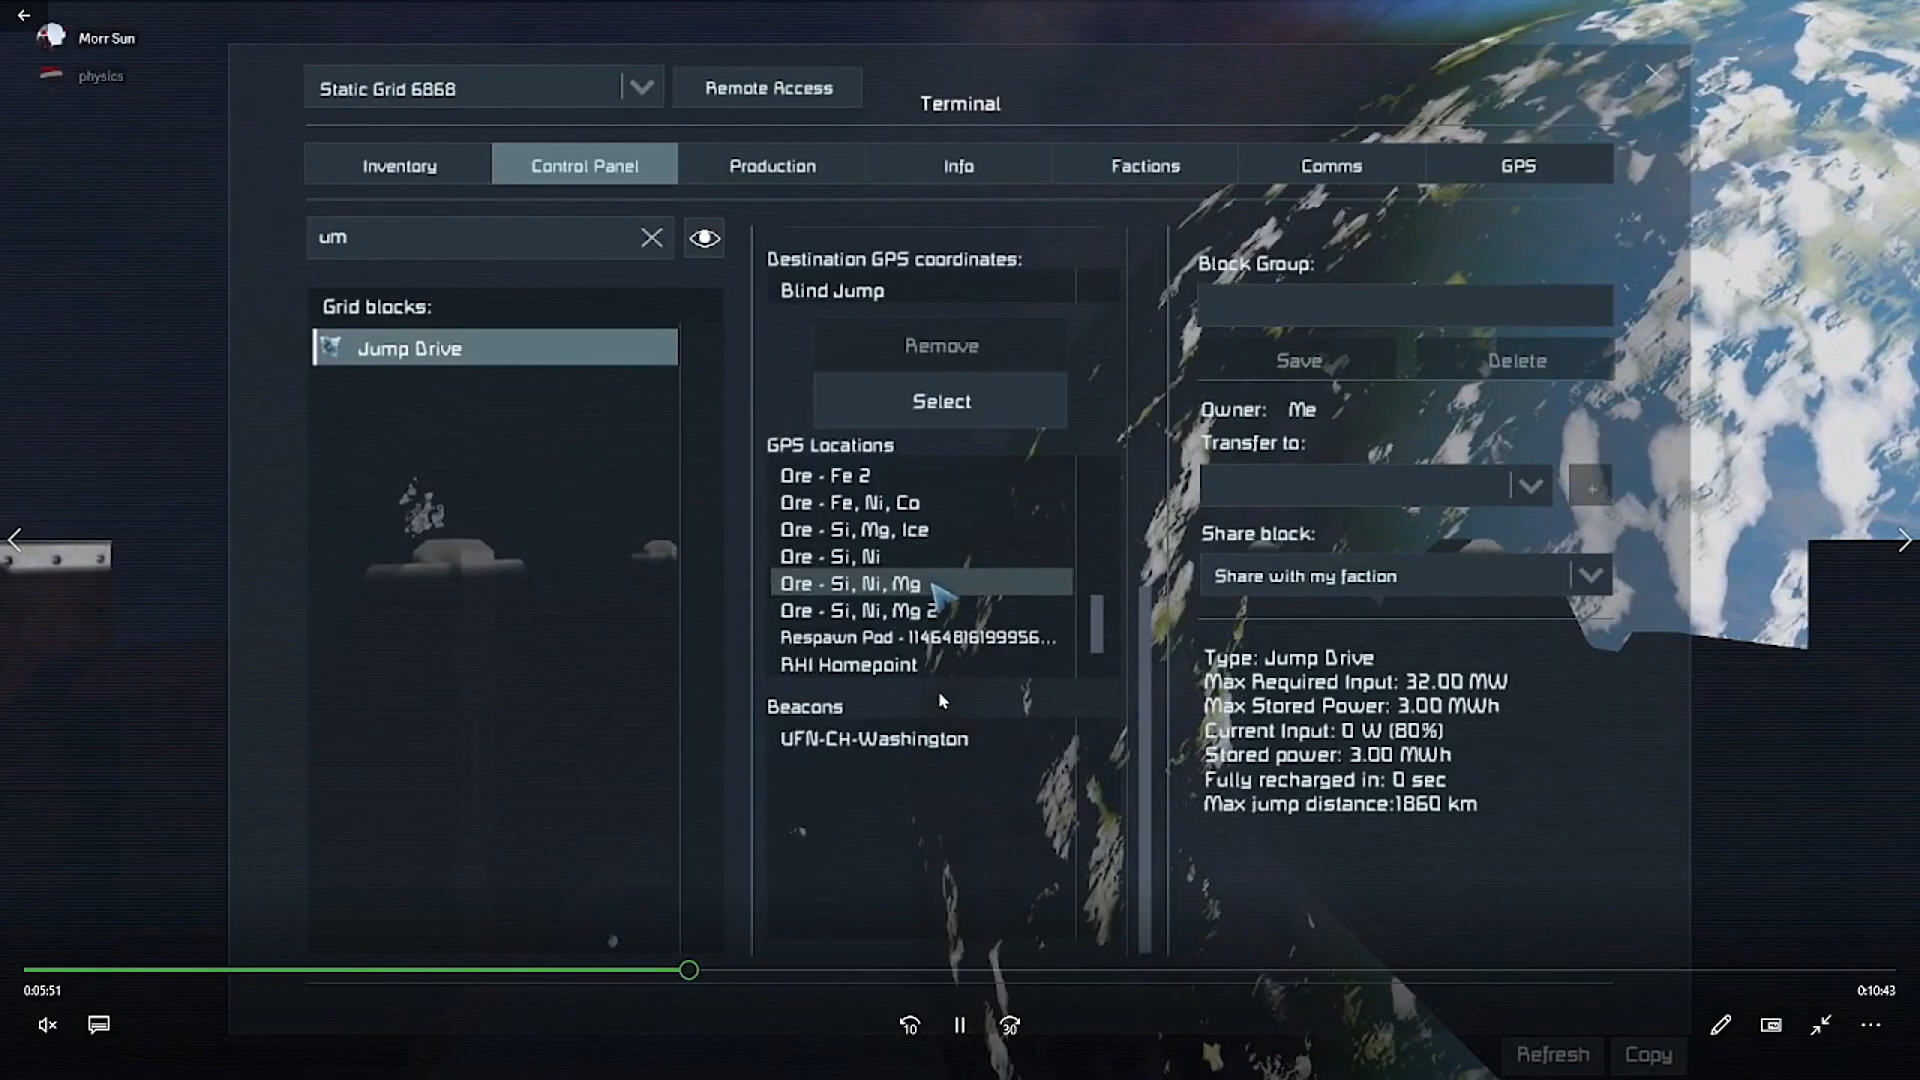 Morr Sun
physics
Static Grid 6868
Remote Access
Terminal
Inventory
Control Panel
Production
Info
Factions
Comms
GPS
um
Grid blocks:
Jump Drive
Destination GPS coordinates:
Blind Jump
Remove
Select
GPS Locations
Ore - Fe 2
Ore - Fe, Ni, Co
Ore - Si, Mg, Ice
Ore - Si, Ni
Ore - Si, Ni, Mg
Ore - Si, Ni, Mg 2
Respawn Pod - 11464816199956...
RH1 Homepoint
Beacons
UFN-CH-Washington
Block Group:
Save
Delete
Owner: Me
Transfer to:
+
Share block:
Share with my faction
Type: Jump Drive
Max Required Input: 32.00 MW
Max Stored Power: 3.00 MWh
Current Input: 0 W (80%)
Stored power: 3.00 MWh
Fully recharged in: 0 sec
Max jump distance:1860 km
0:05:51
0:10:43
10
30
Refresh
Copy